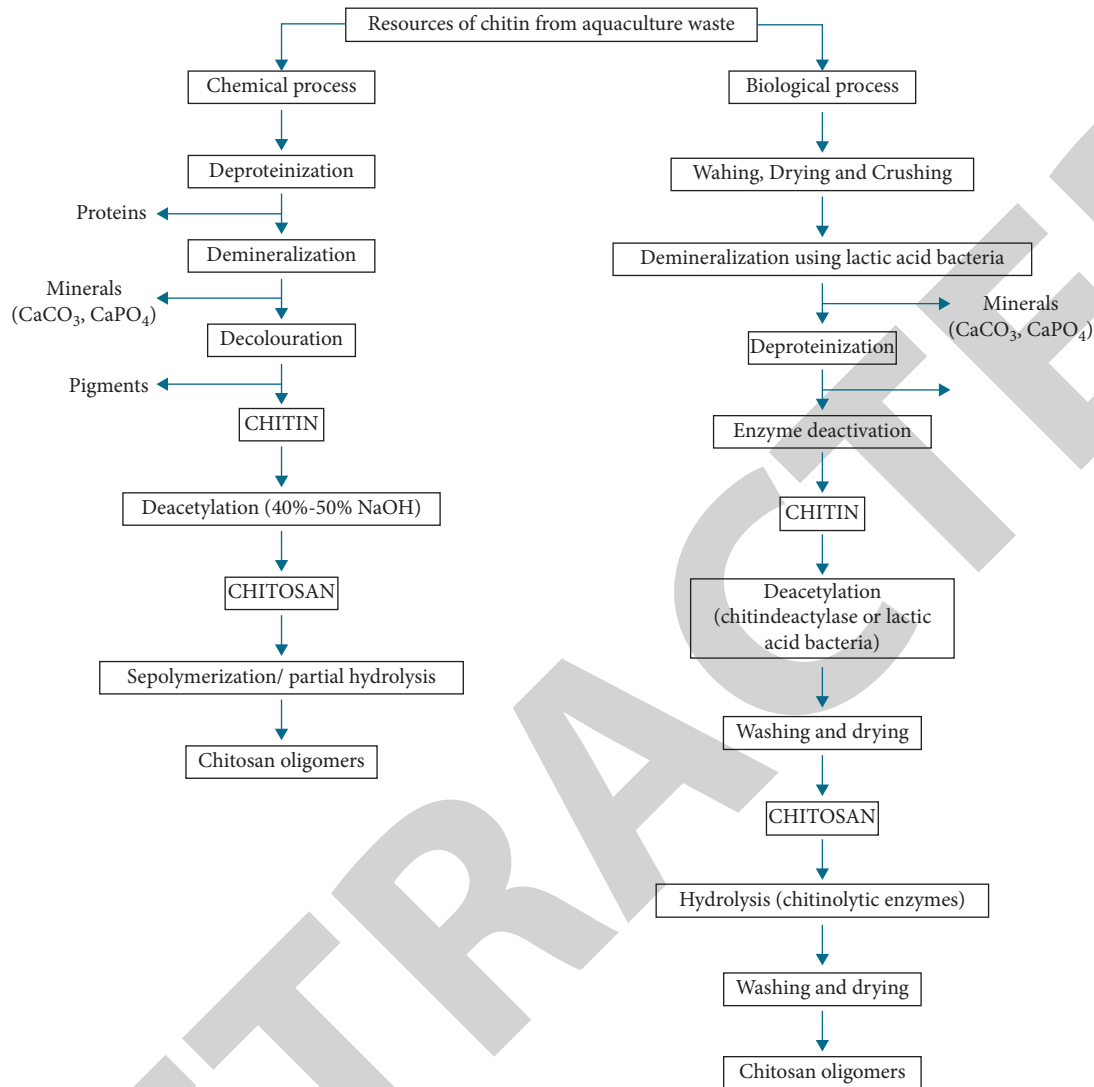 Resources of chitin from aquaculture waste
Chemical process
Deproteinization
Proteins
Demineralization
Minerals
(CaCO₃, CaPO₄)
Decolouration
Pigments
CHITIN
Deacetylation (40%-50% NaOH)
CHITOSAN
Sepolymerization/ partial hydrolysis
Chitosan oligomers
Biological process
Wahing, Drying and Crushing
Demineralization using lactic acid bacteria
Minerals
(CaCO₃, CaPO₄)
Deproteinization
Enzyme deactivation
CHITIN
Deacetylation
(chitindeactylase or lactic
acid bacteria)
Washing and drying
CHITOSAN
Hydrolysis (chitinolytic enzymes)
Washing and drying
Chitosan oligomers
TRACTE